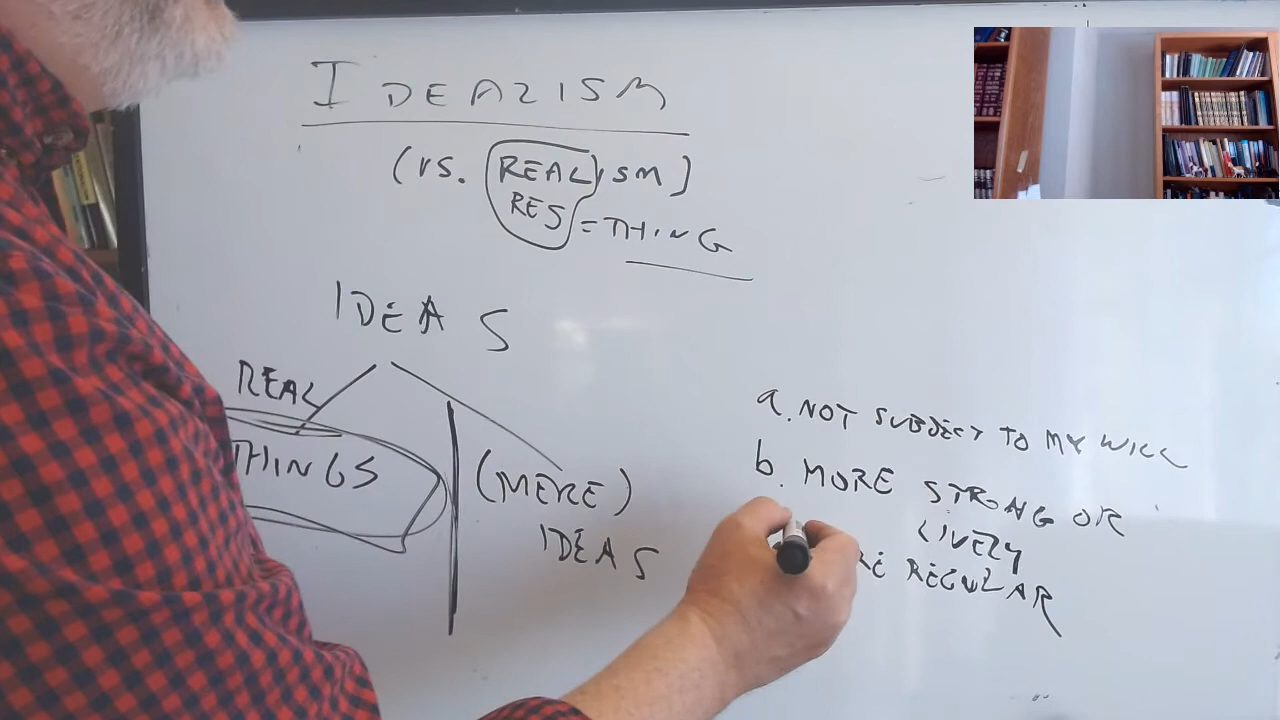 IDEALISM
(VS. REALISM)
RES = THING
IDEAS
REAL
THINGS
(MERE)
IDEAS
a. NOT SUBJECT TO MY WILL
b. MORE STRONG OR
LIVELY
RE REGULAR